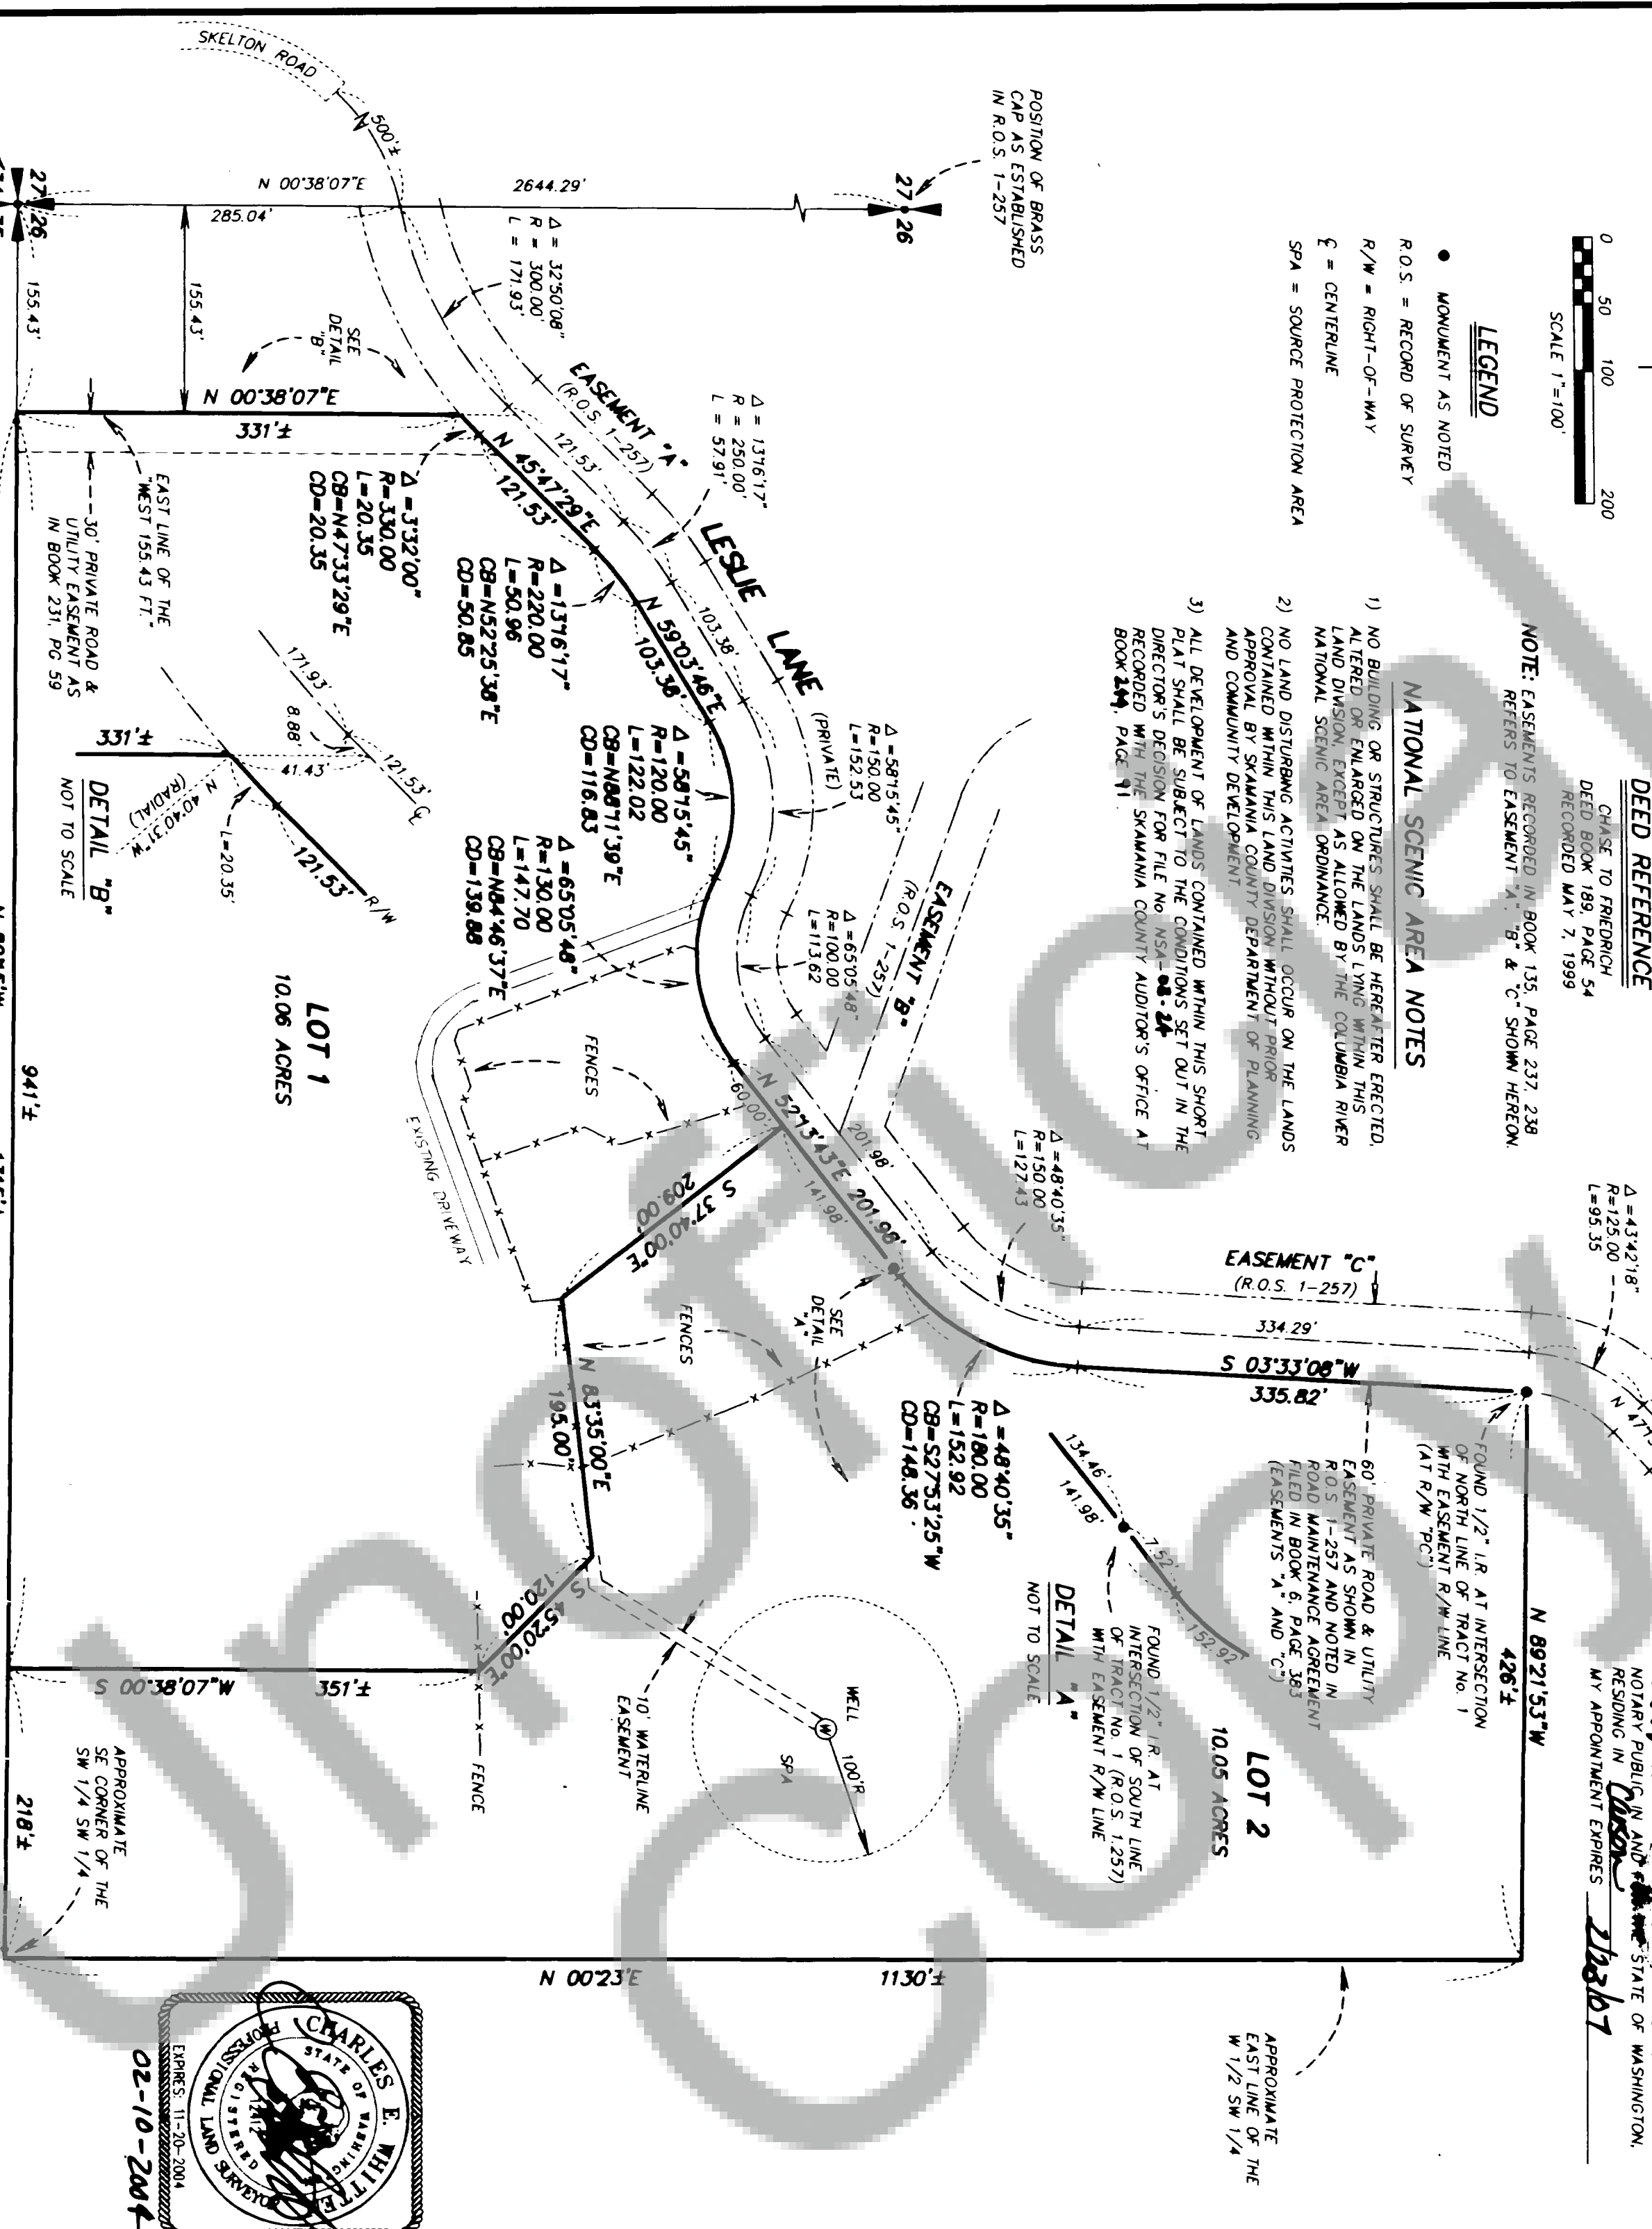 DEED REFERENCE
CHASE TO FRIEDRICH
DEED BOOK 189, PAGE 54
RECORDED MAY 7, 1999
NOTE: EASEMENTS RECORDED IN BOOK 135, PAGE 237, 238
REFERS TO EASEMENT "A", "B" & "C" SHOWN HEREON.
NATIONAL SCENIC AREA NOTES
1) NO BUILDING OR STRUCTURES SHALL BE HEREAFTER ERECTED,
ALTERED OR ENLARGED ON THE LANDS LYING WITHIN THIS
LAND DIVISION, EXCEPT AS ALLOWED BY THE COLUMBIA RIVER
NATIONAL SCENIC AREA ORDINANCE.
2) NO LAND DISTURBING ACTIVITIES SHALL OCCUR ON THE LANDS
CONTAINED WITHIN THIS LAND DIVISION WITHOUT PRIOR
APPROVAL BY SKAMANIA COUNTY DEPARTMENT OF PLANNING
AND COMMUNITY DEVELOPMENT.
3) ALL DEVELOPMENT OF LANDS CONTAINED WITHIN THIS SHORT
PLAT SHALL BE SUBJECT TO THE CONDITIONS SET OUT IN THE
DIRECTOR'S DECISION FOR FILE No. NSA-
RECORDED WITH THE SKAMANIA COUNTY AUDITOR'S OFFICE AT
BOOK 244, PAGE 91.
0 50 100 200
SCALE 1"=100'
LEGEND
● MONUMENT AS NOTED
R.O.S. = RECORD OF SURVEY
R/W = RIGHT-OF-WAY
℄ = CENTERLINE
SPA = SOURCE PROTECTION AREA
POSITION OF BRASS
CAP AS ESTABLISHED
IN R.O.S. 1-257
27 26
NOTARY PUBLIC IN AND STATE OF WASHINGTON,
RESIDING IN Carson
MY APPOINTMENT EXPIRES 2/23/07
SKELTON ROAD
500'±
N 00°38'07"E 2644.29'
285.04'
27 26
155.43'
155.43'
Δ = 32°50'08"
R = 300.00'
L = 171.93'
SEE
DETAIL
"B"
EASEMENT "A"
(R.O.S. 1-257)
121.53'
Δ = 13°16'17"
R = 250.00'
L = 57.91'
LESLIE LANE
(PRIVATE)
103.38'
Δ=58°15'45"
R=150.00
L=152.53
Δ=65°05'48"
R=100.00
L=113.62
EASEMENT "B"
(R.O.S. 1-257)
201.98'
Δ=48°40'35"
R=150.00
L=127.43
EASEMENT "C"
(R.O.S. 1-257)
334.29'
Δ=43°42'18"
R=125.00
L=95.35
S 03°33'08"W
335.82'
N 89°21'53"W
426'±
FOUND 1/2" I.R. AT INTERSECTION
OF NORTH LINE OF TRACT No. 1
WITH EASEMENT R/W LINE
(AT R/W "PC")
60' PRIVATE ROAD & UTILITY
EASEMENT AS SHOWN IN
R.O.S. 1-257 AND NOTED IN
ROAD MAINTENANCE AGREEMENT
FILED IN BOOK 6, PAGE 383
(EASEMENTS "A" AND "C")
N 00°38'07"E
331'±
N 45°47'29"E
121.53'
Δ=3°32'00"
R=330.00
L=20.35
CB=N47°33'29"E
CD=20.35
Δ=13°16'17"
R=220.00
L=50.96
CB=N52°25'38"E
CD=50.85
N 59°03'46"E
103.38'
Δ=58°15'45"
R=120.00
L=122.02
CB=N88°11'39"E
CD=116.83
Δ=65°05'48"
R=130.00
L=147.70
CB=N84°46'37"E
CD=139.88
N 52°13'43"E 201.98'
60.00'
141.98'
Δ=48°40'35"
R=180.00
L=152.92
CB=S27°53'25"W
CD=148.36
S 37°40'00"E
209.00'
N 83°35'00"E
195.00'
S 45°20'00"E
120.00'
S 00°38'07"W 351'±
EAST LINE OF THE
"WEST 155.43 FT."
30' PRIVATE ROAD &
UTILITY EASEMENT AS
IN BOOK 231, PG 59
171.93'
8.88'
41.43'
121.53'
℄
331'±
L=20.35'
N 40°40'31"W
(RADIAL)
121.53'
R/W
DETAIL "B"
NOT TO SCALE
LOT 1
10.06 ACRES
FENCES
EXISTING DRIVEWAY
SEE
DETAIL
"A"
FENCES
134.46'
141.98'
7.52'
152.92'
FOUND 1/2" I.R. AT
INTERSECTION OF SOUTH LINE
OF TRACT No. 1 (R.O.S. 1.257)
WITH EASEMENT R/W LINE
DETAIL "A"
NOT TO SCALE
LOT 2
10.05 ACRES
WELL
W
100'R
SPA
10' WATERLINE
EASEMENT
FENCE
941'±
218'±
APPROXIMATE
SE CORNER OF THE
SW 1/4 SW 1/4
N 00°23'E 1130'±
APPROXIMATE
EAST LINE OF THE
W 1/2 SW 1/4
CHARLES E. WHITTEN
STATE OF WASHINGTON
REGISTERED
PROFESSIONAL LAND SURVEYOR
EXPIRES: 11-20-2004
02-10-2004
Unofficial
Copy